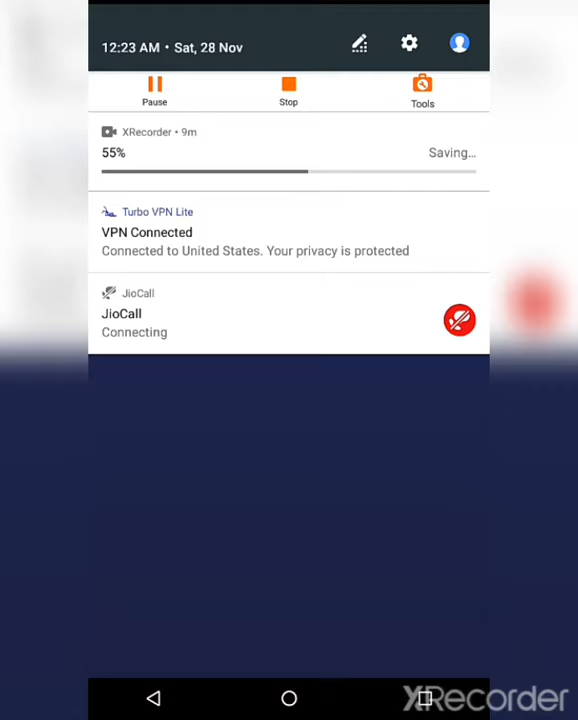 12:23 AM • Sat, 28 Nov
Pause
Stop
Tools
XRecorder • 9m
55%
Saving...
Turbo VPN Lite
VPN Connected
Connected to United States. Your privacy is protected
JioCall
JioCall
Connecting
XRecorder